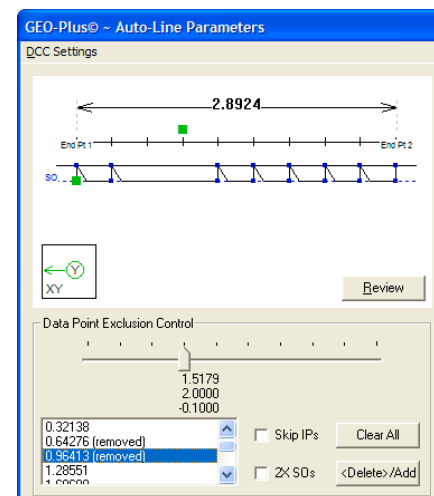 GEO-Plus© ~ Auto-Line Parameters
DCC Settings
2.8924
End Pt 1
End Pt 2
SO
Y
XY
Review
Data Point Exclusion Control
1.5179
2.0000
-0.1000
0.32138
0.64276 (removed)
0.96413 (removed)
1.28551
Skip IPs
Clear All
2X SOs
<Delete>/Add